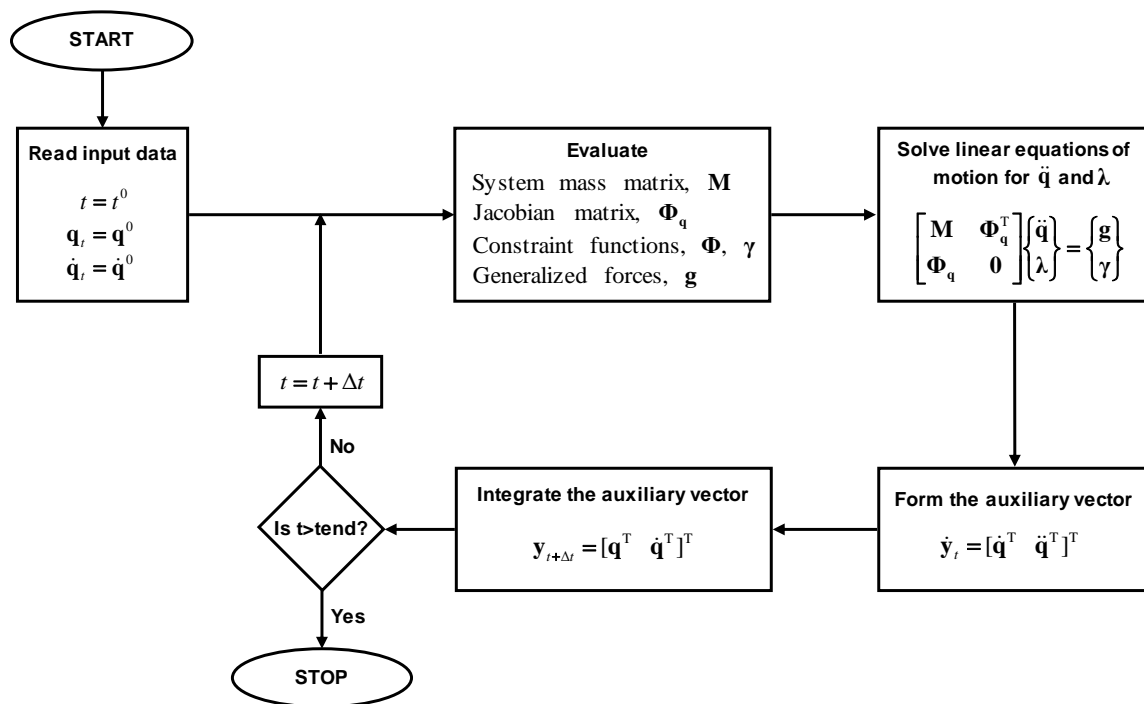 START
Read input data
t = t⁰
q_t = q⁰
q̇_t = q̇⁰
Evaluate
System mass matrix, M
Jacobian matrix, Φ_q
Constraint functions, Φ, γ
Generalized forces, g
Solve linear equations of
motion for q̈ and λ
[M Φ_q^T] {q̈} = {g}
[Φ_q 0] {λ} {γ}
t = t + Δt
No
Is t>tend?
Yes
STOP
Integrate the auxiliary vector
y_{t+Δt} = [q^T q̇^T]^T
Form the auxiliary vector
ẏ_t = [q̇^T q̈^T]^T